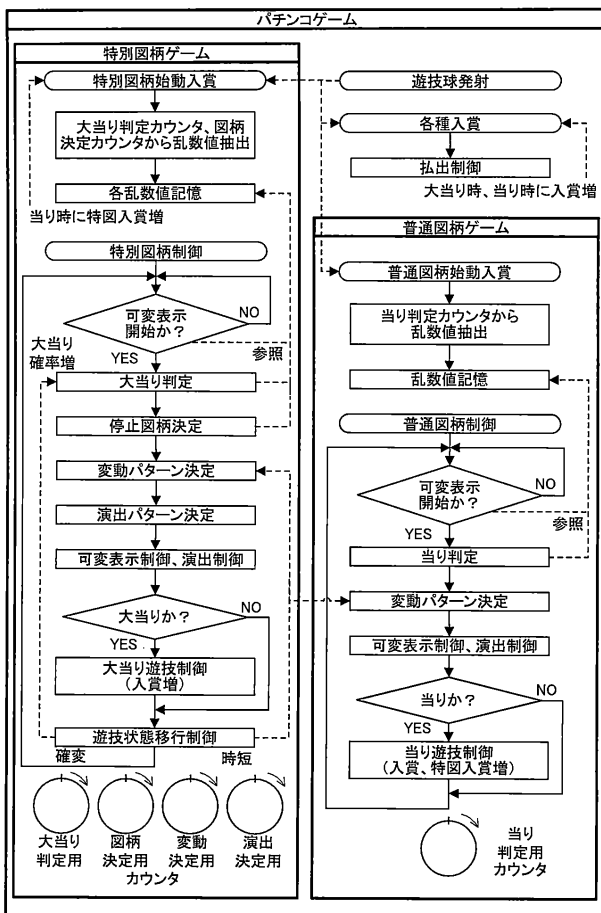 パチンコゲーム
特別図柄ゲーム
特別図柄始動入賞
大当り判定カウンタ、図柄
決定カウンタから乱数値抽出
各乱数値記憶
当り時に特図入賞増
特別図柄制御
可変表示
開始か?
NO
YES
参照
大当り
確率増
大当り判定
停止図柄決定
変動パターン決定
演出パターン決定
可変表示制御、演出制御
大当りか?
NO
YES
大当り遊技制御
(入賞増)
遊技状態移行制御
確変
時短
大当り
判定用
図柄
決定用
変動
決定用
演出
決定用
カウンタ
遊技球発射
各種入賞
払出制御
大当り時、当り時に入賞増
普通図柄ゲーム
普通図柄始動入賞
当り判定カウンタから
乱数値抽出
乱数値記憶
普通図柄制御
可変表示
開始か?
NO
YES
参照
当り判定
変動パターン決定
可変表示制御、演出制御
当りか?
NO
YES
当り遊技制御
(入賞、特図入賞増)
当り
判定用
カウンタ